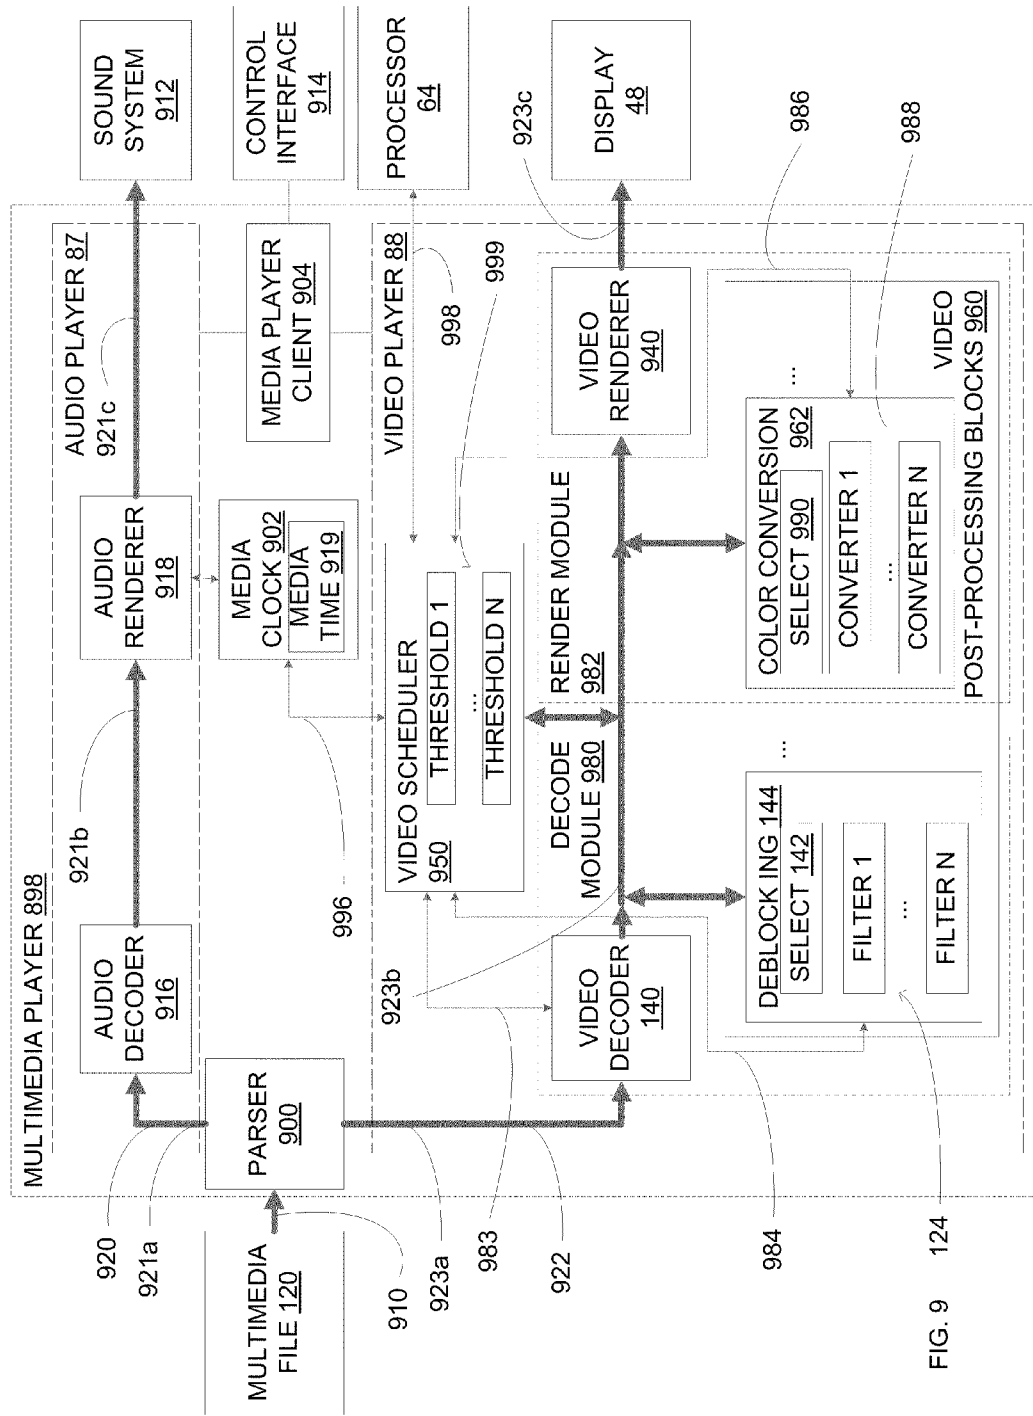 MULTIMEDIA PLAYER 898
920
921a
AUDIO
DECODER
916
921b
AUDIO
RENDERER
918
AUDIO PLAYER 87
921c
SOUND
SYSTEM
912
MULTIMEDIA
FILE 120
910
PARSER
900
MEDIA
CLOCK 902
MEDIA
TIME 919
MEDIA PLAYER
CLIENT 904
CONTROL
INTERFACE
914
996
VIDEO PLAYER 88
998
PROCESSOR
64
923a
983
922
VIDEO SCHEDULER
950
THRESHOLD 1
...
THRESHOLD N
999
923b
DECODE
MODULE 980
RENDER MODULE
982
VIDEO
DECODER
140
VIDEO
RENDERER
940
923c
DISPLAY
48
984
986
DEBLOCKING 144
SELECT 142
FILTER 1
...
FILTER N
...
COLOR CONVERSION
962
SELECT 990
CONVERTER 1
...
CONVERTER N
...
988
124
VIDEO
POST-PROCESSING BLOCKS 960
FIG. 9